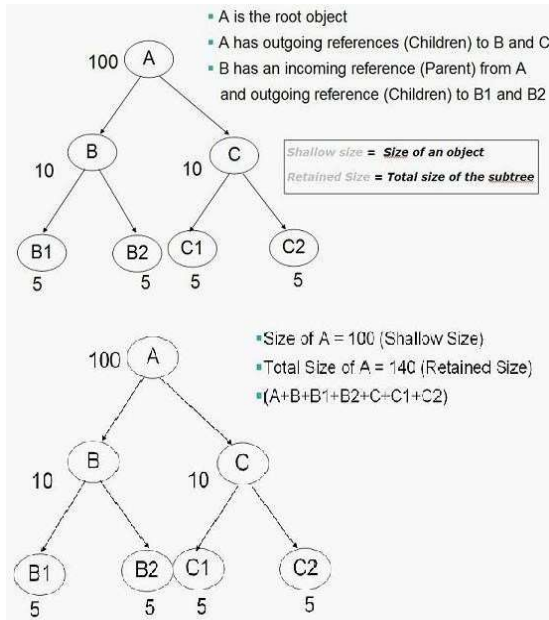 ▪ A is the root object
▪ A has outgoing references (Children) to B and C
▪ B has an incoming reference (Parent) from A
and outgoing reference (Children) to B1 and B2
100 A
10 B 10 C
Shallow size = Size of an object
Retained Size = Total size of the subtree
B1 B2 C1 C2
5 5 5 5
▪Size of A = 100 (Shallow Size)
▪Total Size of A = 140 (Retained Size)
▪(A+B+B1+B2+C+C1+C2)
100 A
10 B 10 C
B1 B2 C1 C2
5 5 5 5